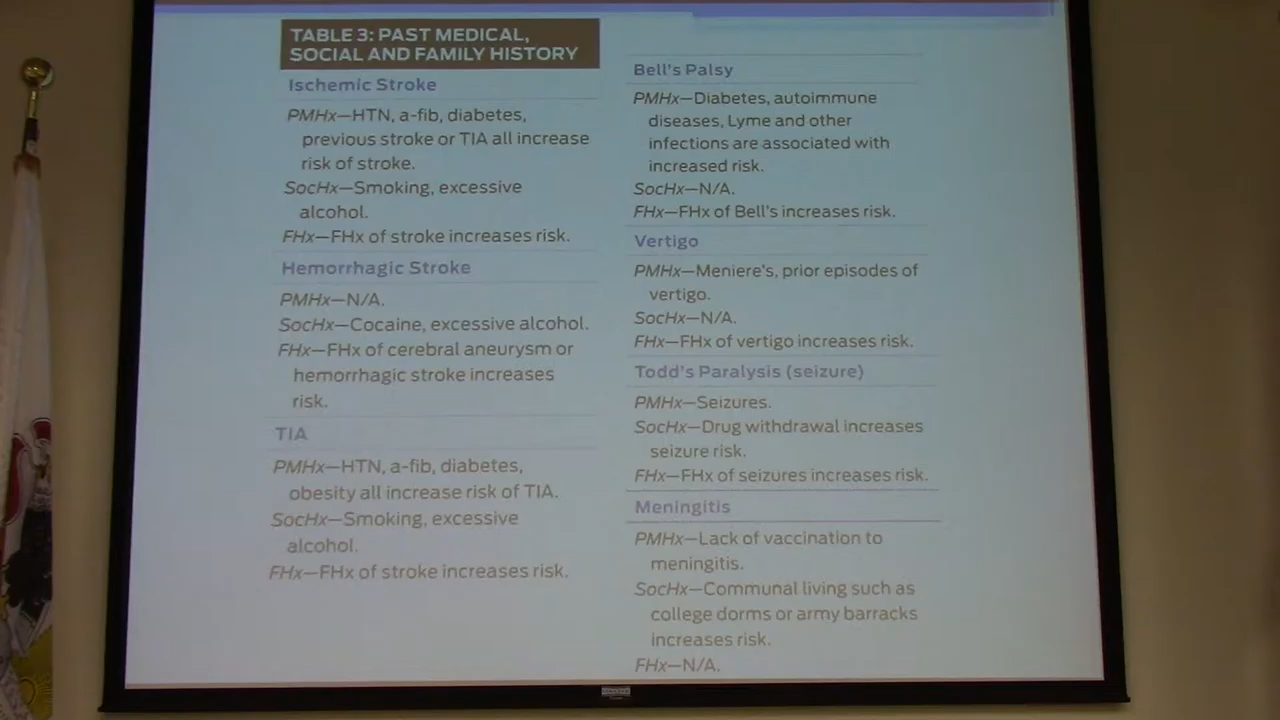 TABLE 3: PAST MEDICAL,
SOCIAL AND FAMILY HISTORY
Ischemic Stroke
PMHx—HTN, a-fib, diabetes,
previous stroke or TIA all increase
risk of stroke.
SocHx—Smoking, excessive
alcohol.
FHx—FHx of stroke increases risk.
Hemorrhagic Stroke
PMHx—N/A.
SocHx—Cocaine, excessive alcohol.
FHx—FHx of cerebral aneurysm or
hemorrhagic stroke increases
risk.
TIA
PMHx—HTN, a-fib, diabetes,
obesity all increase risk of TIA.
SocHx—Smoking, excessive
alcohol.
FHx—FHx of stroke increases risk.
Bell's Palsy
PMHx—Diabetes, autoimmune
diseases, Lyme and other
infections are associated with
increased risk.
SocHx—N/A.
FHx—FHx of Bell's increases risk.
Vertigo
PMHx—Meniere's, prior episodes of
vertigo.
SocHx—N/A.
FHx—FHx of vertigo increases risk.
Todd's Paralysis (seizure)
PMHx—Seizures.
SocHx—Drug withdrawal increases
seizure risk.
FHx—FHx of seizures increases risk.
Meningitis
PMHx—Lack of vaccination to
meningitis.
SocHx—Communal living such as
college dorms or army barracks
increases risk.
FHx—N/A.